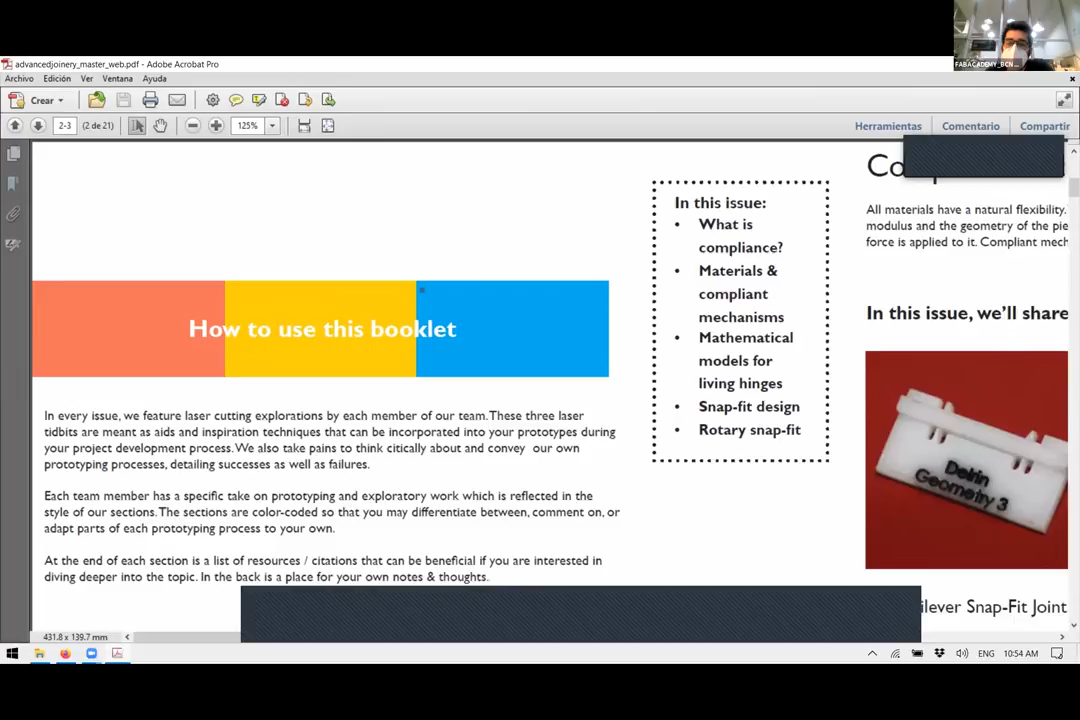 FABACADEMY_BCN...
advancedjoinery_master_web.pdf - Adobe Acrobat Pro
Archivo Edición Ver Ventana Ayuda
Crear
2-3 (2 de 21) 125% Herramientas Comentario Compartir
How to use this booklet
In every issue, we feature laser cutting explorations by each member of our team. These three laser
tidbits are meant as aids and inspiration techniques that can be incorporated into your prototypes during
your project development process. We also take pains to think citically about and convey our own
prototyping processes, detailing successes as well as failures.
Each team member has a specific take on prototyping and exploratory work which is reflected in the
style of our sections. The sections are color-coded so that you may differentiate between, comment on, or
adapt parts of each prototyping process to your own.
At the end of each section is a list of resources / citations that can be beneficial if you are interested in
diving deeper into the topic. In the back is a place for your own notes & thoughts.
In this issue:
• What is
compliance?
• Materials &
compliant
mechanisms
• Mathematical
models for
living hinges
• Snap-fit design
• Rotary snap-fit
Co
All materials have a natural flexibility.
modulus and the geometry of the pie
force is applied to it. Compliant mech
In this issue, we'll share
Delrin
Geometry 3
ilever Snap-Fit Joint
431.8 x 139.7 mm
ENG 10:54 AM